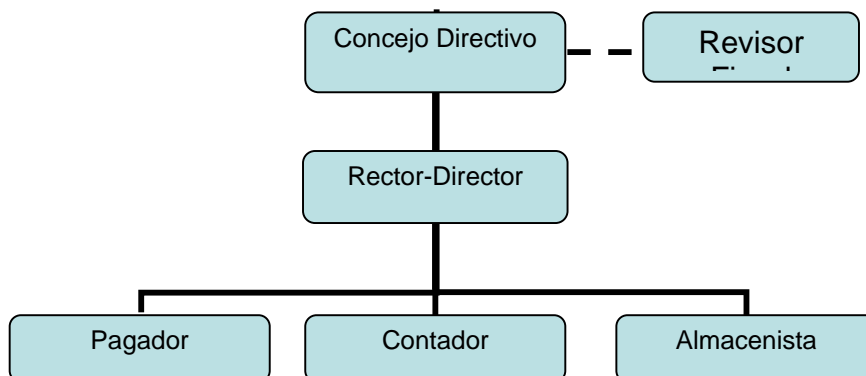 Concejo Directivo
Revisor
Rector-Director
Pagador
Contador
Almacenista